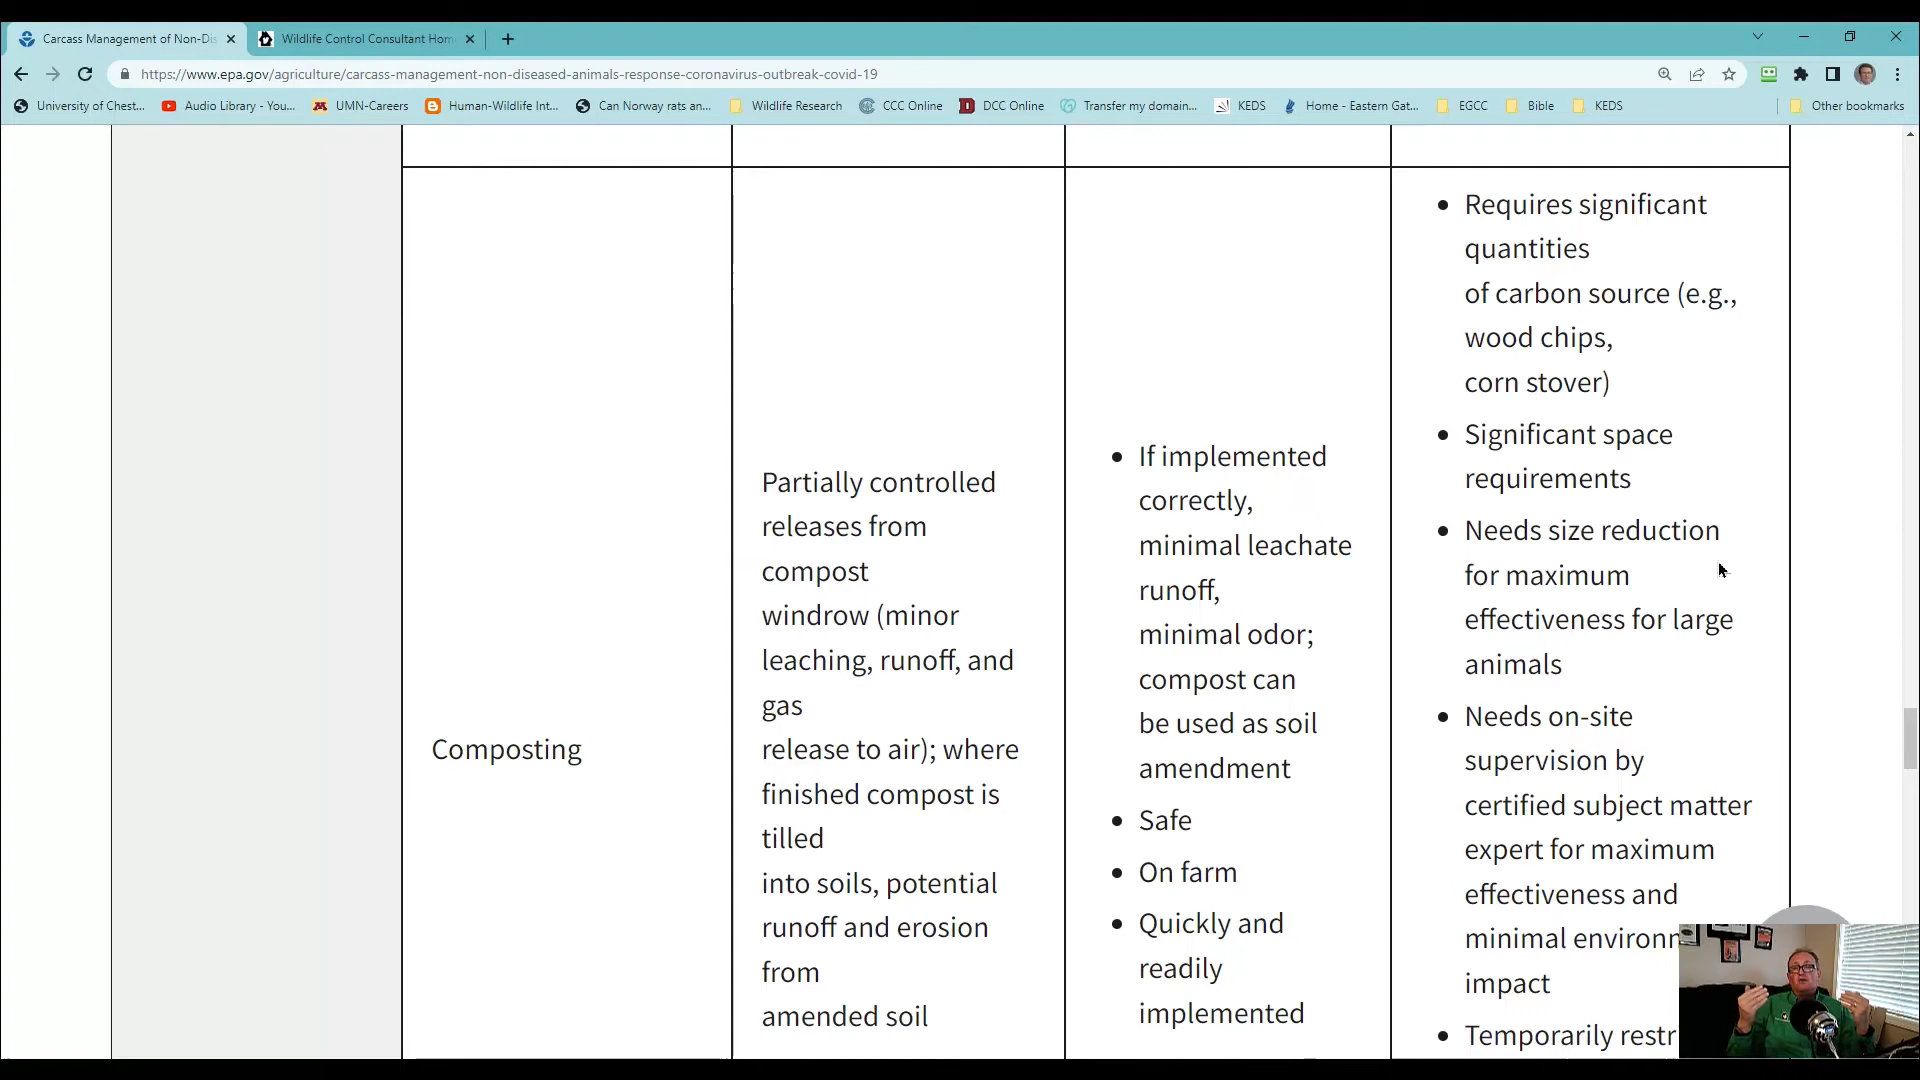 Carcass Management of Non-Dis
Wildlife Control Consultant Hom
https://www.epa.gov/agriculture/carcass-management-non-diseased-animals-response-coronavirus-outbreak-covid-19
University of Chest...
Audio Library - You...
UMN-Careers
Human-Wildlife Int...
Can Norway rats an...
Wildlife Research
CCC Online
DCC Online
Transfer my domain...
KEDS
Home - Eastern Gat...
EGCC
Bible
KEDS
Other bookmarks
Composting
Partially controlled
releases from
compost
windrow (minor
leaching, runoff, and
gas
release to air); where
finished compost is
tilled
into soils, potential
runoff and erosion
from
amended soil
If implemented
correctly,
minimal leachate
runoff,
minimal odor;
compost can
be used as soil
amendment
Safe
On farm
Quickly and
readily
implemented
Requires significant
quantities
of carbon source (e.g.,
wood chips,
corn stover)
Significant space
requirements
Needs size reduction
for maximum
effectiveness for large
animals
Needs on-site
supervision by
certified subject matter
expert for maximum
effectiveness and
minimal environm
impact
Temporarily restr